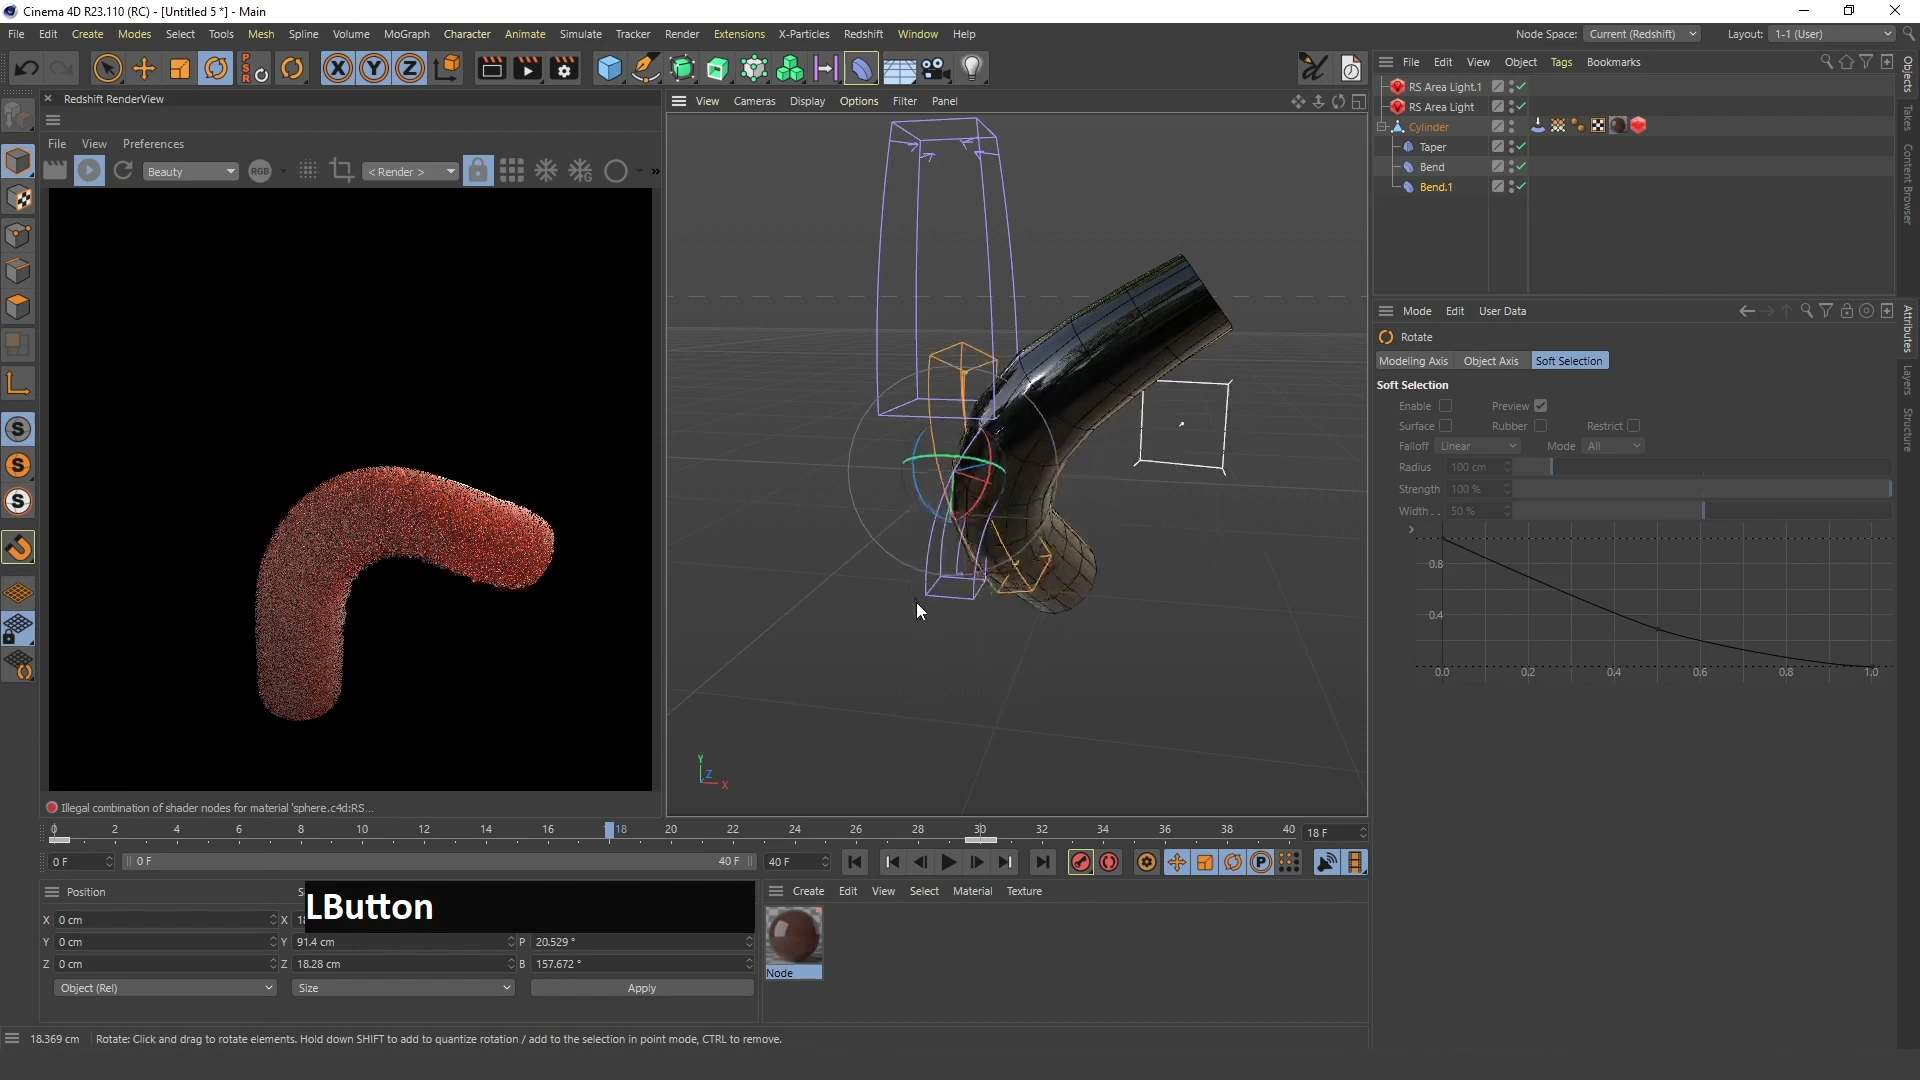 Cinema 4D R23.110 (RC) - [Untitled 5 *] - Main
File Edit Create Modes Select Tools Mesh Spline Volume MoGraph Character Animate Simulate Tracker Render Extensions X-Particles Redshift Window Help
Node Space: Current (Redshift) Layout: 1-1 (User)
P S R
X Y Z
Redshift RenderView
View Cameras Display Options Filter Panel
File Edit View Object Tags Bookmarks
File View Preferences
Beauty RGB < Render > »
RS Area Light.1
RS Area Light
Cylinder
Taper
Bend
Bend.1
Objects
Takes
Content Browser
Mode Edit User Data
Rotate
Modeling Axis Object Axis Soft Selection
Soft Selection
Enable Preview
Surface Rubber Restrict
Falloff Linear Mode All
Radius 100 cm
Strength 100 %
Width . . 50 %
0.8
0.4
0.0 0.2 0.4 0.6 0.8 1.0
Attributes
Layers
Structure
Y
Z
X
Illegal combination of shader nodes for material 'sphere.c4d:RS...
0 2 4 6 8 10 12 14 16 18 20 22 24 26 28 30 32 34 36 38 40 18 F
0 F 0 F 40 F 40 F
P
Position
LButton
X 0 cm X
Y 0 cm Y 91.4 cm P 20.529 °
Z 0 cm Z 18.28 cm B 157.672 °
Object (Rel) Size Apply
Create Edit View Select Material Texture
Node
18.369 cm Rotate: Click and drag to rotate elements. Hold down SHIFT to add to quantize rotation / add to the selection in point mode, CTRL to remove.